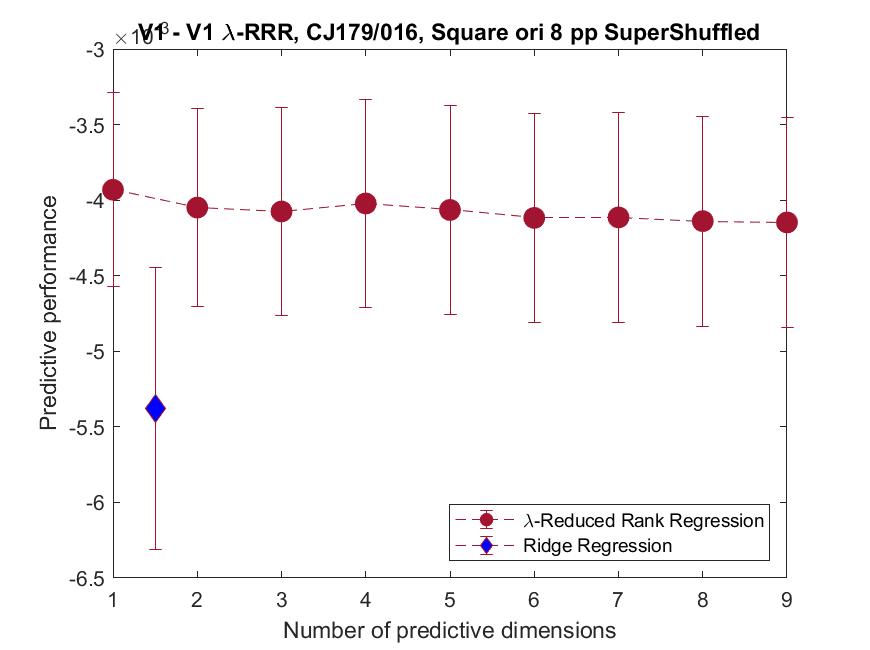 V1 - V1 λ-RRR, CJ179/016, Square ori 8 pp SuperShuffled
×10⁻³
-3
-3.5
-4
-4.5
-5
-5.5
-6
-6.5
Predictive performance
1 2 3 4 5 6 7 8 9
Number of predictive dimensions
λ-Reduced Rank Regression
Ridge Regression